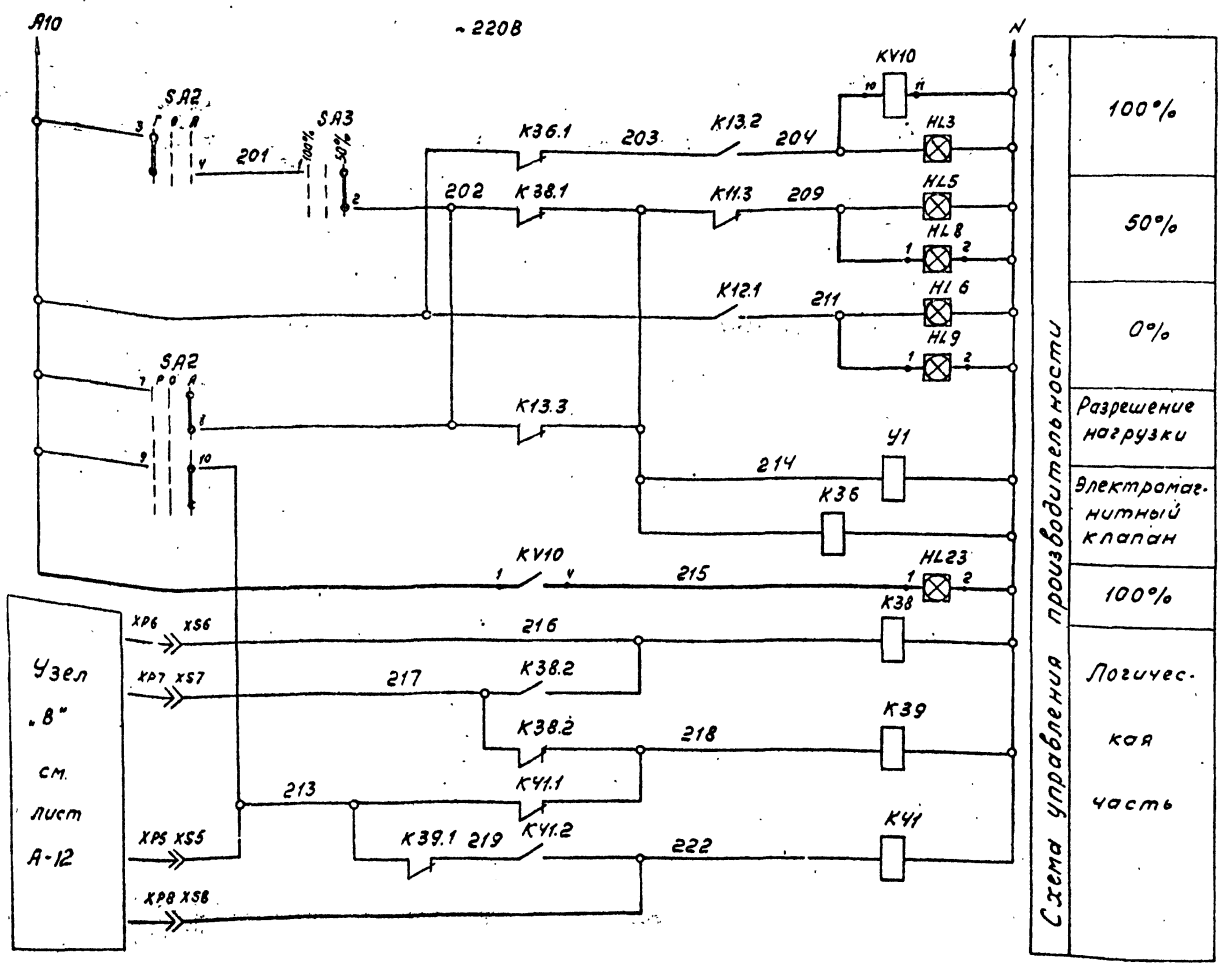 A10
~220В
N
KV10
10
11
SA2
3
Р О А
4
201
SA3
1
100%
50%
2
K36.1
203
K13.2
204
HL3
202
K38.1
K11.3
209
HL5
HL8
1
2
K12.1
211
HL6
HL9
1
2
SA2
7
Р О А
8
9
10
K13.3
214
У1
K36
KV10
1
4
215
HL23
1
2
K38
XP6
XS6
216
XP7 XS7
217
K38.2
K38.2
218
K39
213
K41.1
XP5 XS5
K39.1
219
K41.2
222
K41
XP8 XS8
Узел
„В"
см.
лист
А-12
Схема управления производительности
100%
50%
0%
Разрешение
нагрузки
Электромаг-
нитный
клапан
100%
Логичес-
кая
часть